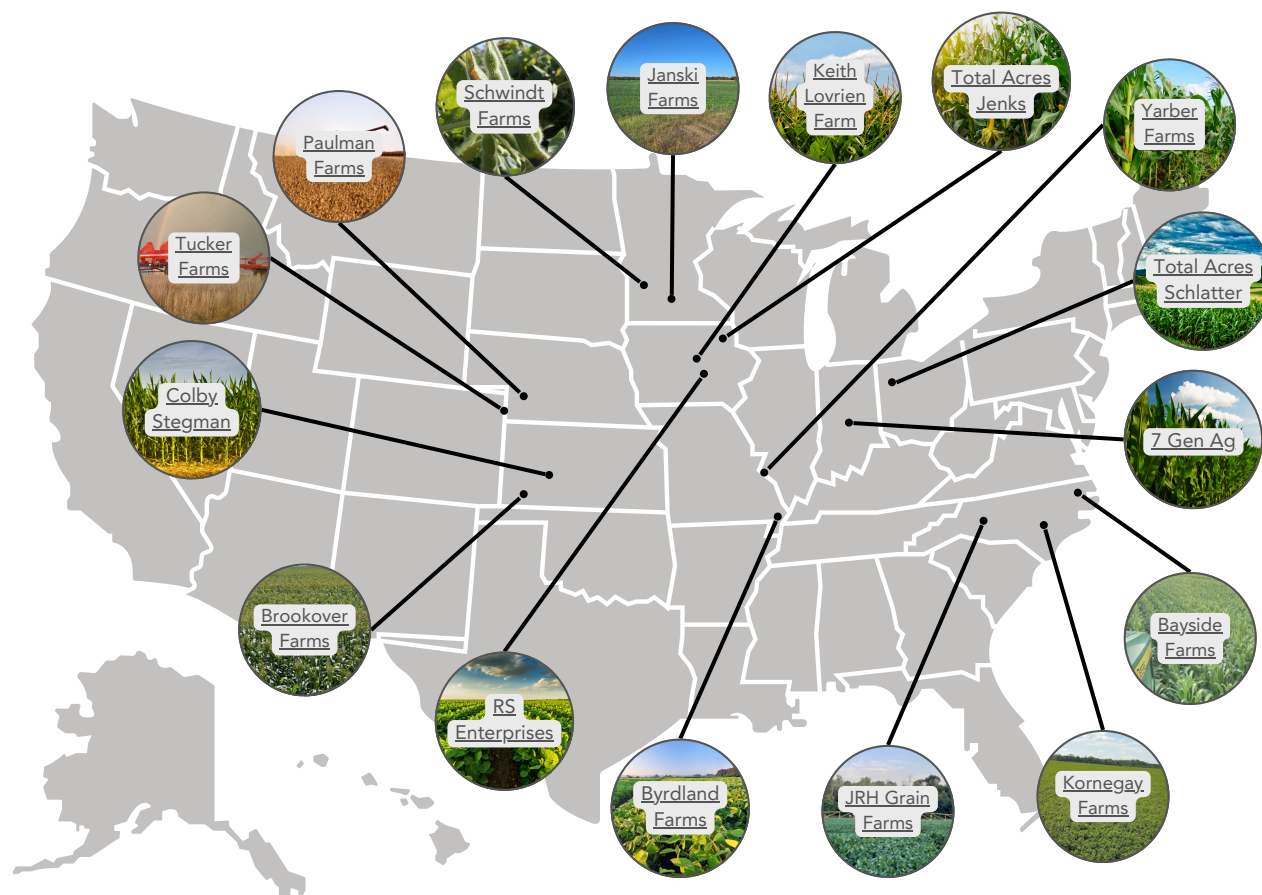 Schwindt
Farms
Janski
Farms
Keith
Lovrien
Farm
Total Acres
Jenks
Yarber
Farms
Paulman
Farms
Tucker
Farms
Total Acres
Schlatter
Colby
Stegman
7 Gen Ag
Brookover
Farms
Bayside
Farms
RS
Enterprises
Byrdland
Farms
JRH Grain
Farms
Kornegay
Farms